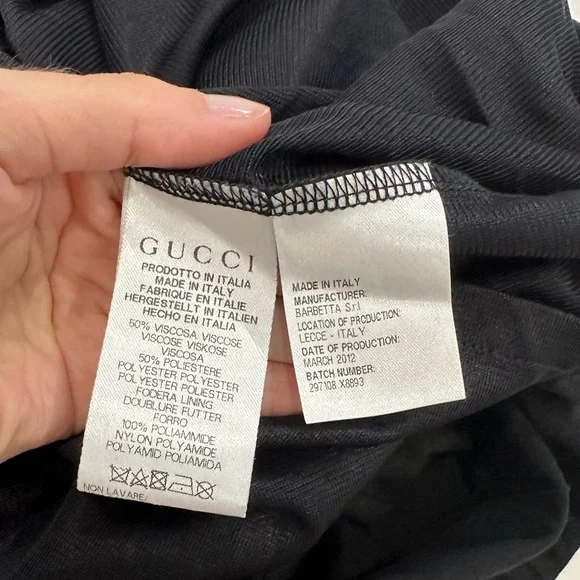 GUCCI
PRODOTTO IN ITALIA
MADE IN ITALY
FABRIQUE EN ITALIE
HERGESTELLT IN ITALIEN
HECHO EN ITALIA
50% VISCOSA VISCOSE
VISCOSE VISKOSE
VISCOSA
50% POLIESTERE
POLYESTER POLYESTER
POLYESTER POLIESTER
FODERA LINING
DOUBLURE FUTTER
FORRO
100% POLIAMMIDE
NYLON POLYAMIDE
POLYAMID POLIAMIDA
NON LAVARE/
MADE IN ITALY
MANUFACTURER:
BARBETTA S.r.l
LOCATION OF PRODUCTION:
LECCE - ITALY
DATE OF PRODUCTION:
MARCH 2012
BATCH NUMBER:
297108 X8893